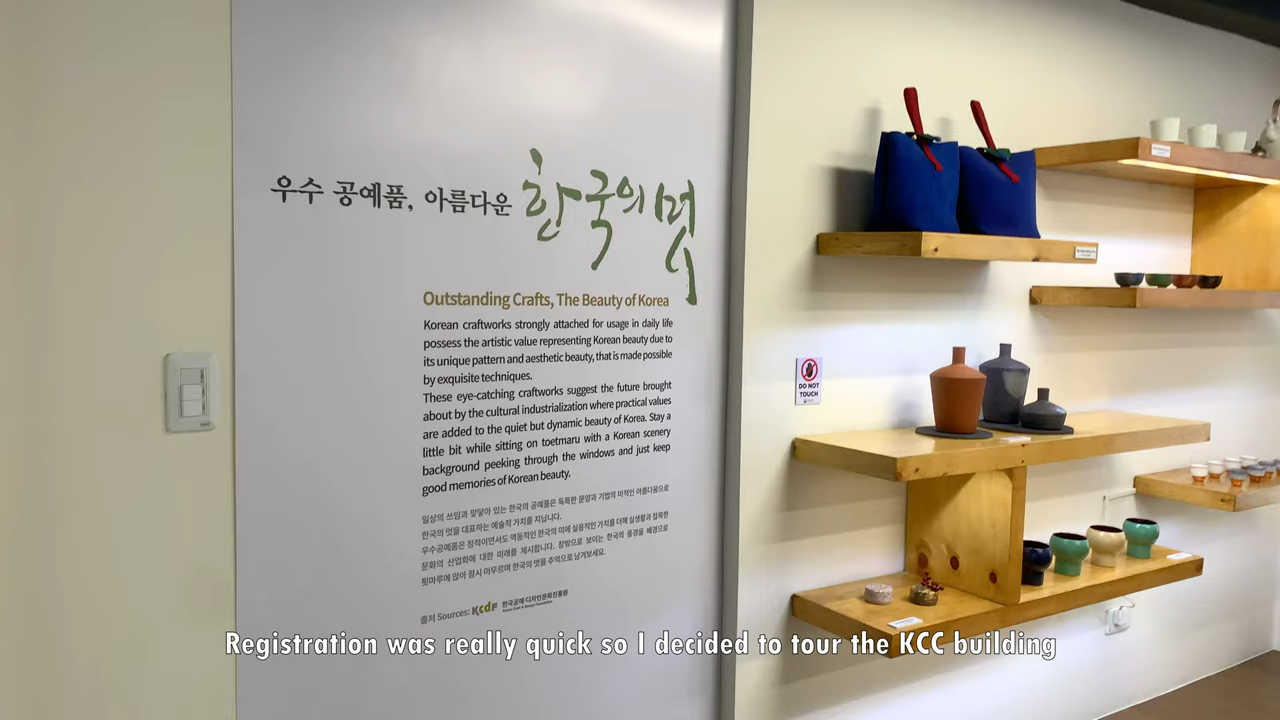 우수 공예품, 아름다운 한국의 멋
Outstanding Crafts, The Beauty of Korea
Korean craftworks strongly attached for usage in daily life
possess the artistic value representing Korean beauty due to
its unique pattern and aesthetic beauty, that is made possible
by exquisite techniques.
These eye-catching craftworks suggest the future brought
about by the cultural industrialization where practical values
are added to the quiet but dynamic beauty of Korea. Stay a
little bit while sitting on toetmaru with a Korean scenery
background peeking through the windows and just keep
good memories of Korean beauty.
일상의 쓰임과 맞닿아 있는 한국의 공예품은 독특한 문양과 기법의 미적인 아름다움으로
한국의 멋을 대표하는 예술적 가치를 지닙니다.
우수공예품은 정적이면서도 역동적인 한국의 미에 실용적인 가치를 더해 실생활과 접목한
문화의 산업화에 대한 미래를 제시합니다. 창밖으로 보이는 한국의 풍경을 배경으로
툇마루에 앉아 잠시 머무르며 한국의 멋을 추억으로 남겨보세요.
출처 Sources: kcdf 한국공예·디자인문화진흥원
Korea Craft & Design Foundation
DO NOT
TOUCH
Registration was really quick so I decided to tour the KCC building